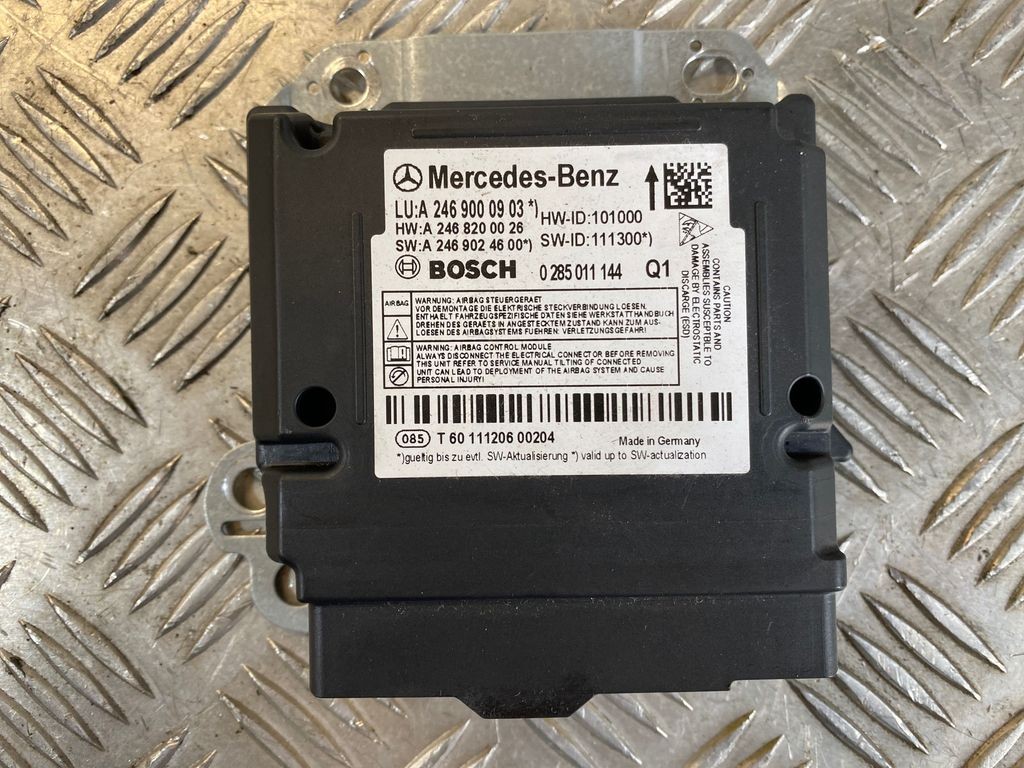 Mercedes-Benz
LU:A 246 900 09 03 *)
HW:A 246 820 00 26
SW:A 246 902 46 00*)
HW-ID:101000
SW-ID:111300*)
BOSCH 0 285 011 144 Q1
AIRBAG
WARNUNG: AIRBAG STEUERGERAET
VOR DEMONTAGE DIE ELEKTRISCHE STECKVERBINDUNG LOESEN.
ENTHAELT FAHRZEUGSPEZIFISCHE DATEN SIEHE WERKSTATTHANDBUCH
DREHEN DES GERAETS IN ANGESTECKTEM ZUSTAND KANN ZUM AUS-
LOESEN DES AIRBAGSYSTEMS FUEHREN: VERLETZUNGSGEFAHR!
WARNING: AIRBAG CONTROL MODULE
ALWAYS DISCONNECT THE ELECTRICAL CONNECTOR BEFORE REMOVING
THIS UNIT REFER TO SERVICE MANUAL TILTING OF CONNECTED
UNIT CAN LEAD TO DEPLOYMENT OF THE AIRBAG SYSTEM AND CAUSE
PERSONAL INJURY!
CAUTION
CONTAINS PARTS AND
ASSEMBLIES SUSCEPTIBLE TO
DAMAGE BY ELECTROSTATIC
DISCHARGE (ESD)
085 T 60 111206 00204 Made in Germany
*)gueltig bis zu evtl. SW-Aktualisierung *) valid up to SW-actualization